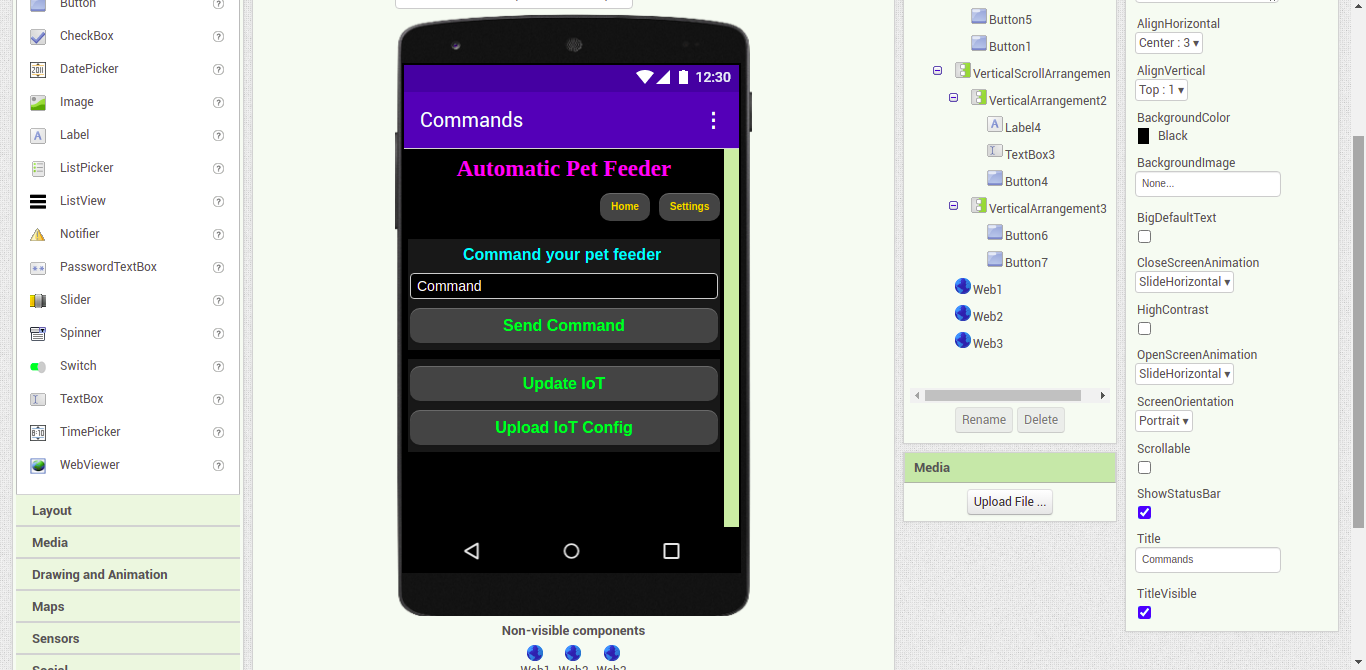 Button
CheckBox
DatePicker
Image
Label
ListPicker
ListView
Notifier
PasswordTextBox
Slider
Spinner
Switch
TextBox
TimePicker
WebViewer
Layout
Media
Drawing and Animation
Maps
Sensors
Social
12:30
Commands
Automatic Pet Feeder
Home
Settings
Command your pet feeder
Command
Send Command
Update IoT
Upload IoT Config
Non-visible components
Web1 Web2 Web3
Button5
Button1
VerticalScrollArrangemen
VerticalArrangement2
Label4
TextBox3
Button4
VerticalArrangement3
Button6
Button7
Web1
Web2
Web3
Rename
Delete
Media
Upload File ...
AlignHorizontal
Center : 3
AlignVertical
Top : 1
BackgroundColor
Black
BackgroundImage
None...
BigDefaultText
CloseScreenAnimation
SlideHorizontal
HighContrast
OpenScreenAnimation
SlideHorizontal
ScreenOrientation
Portrait
Scrollable
ShowStatusBar
Title
Commands
TitleVisible